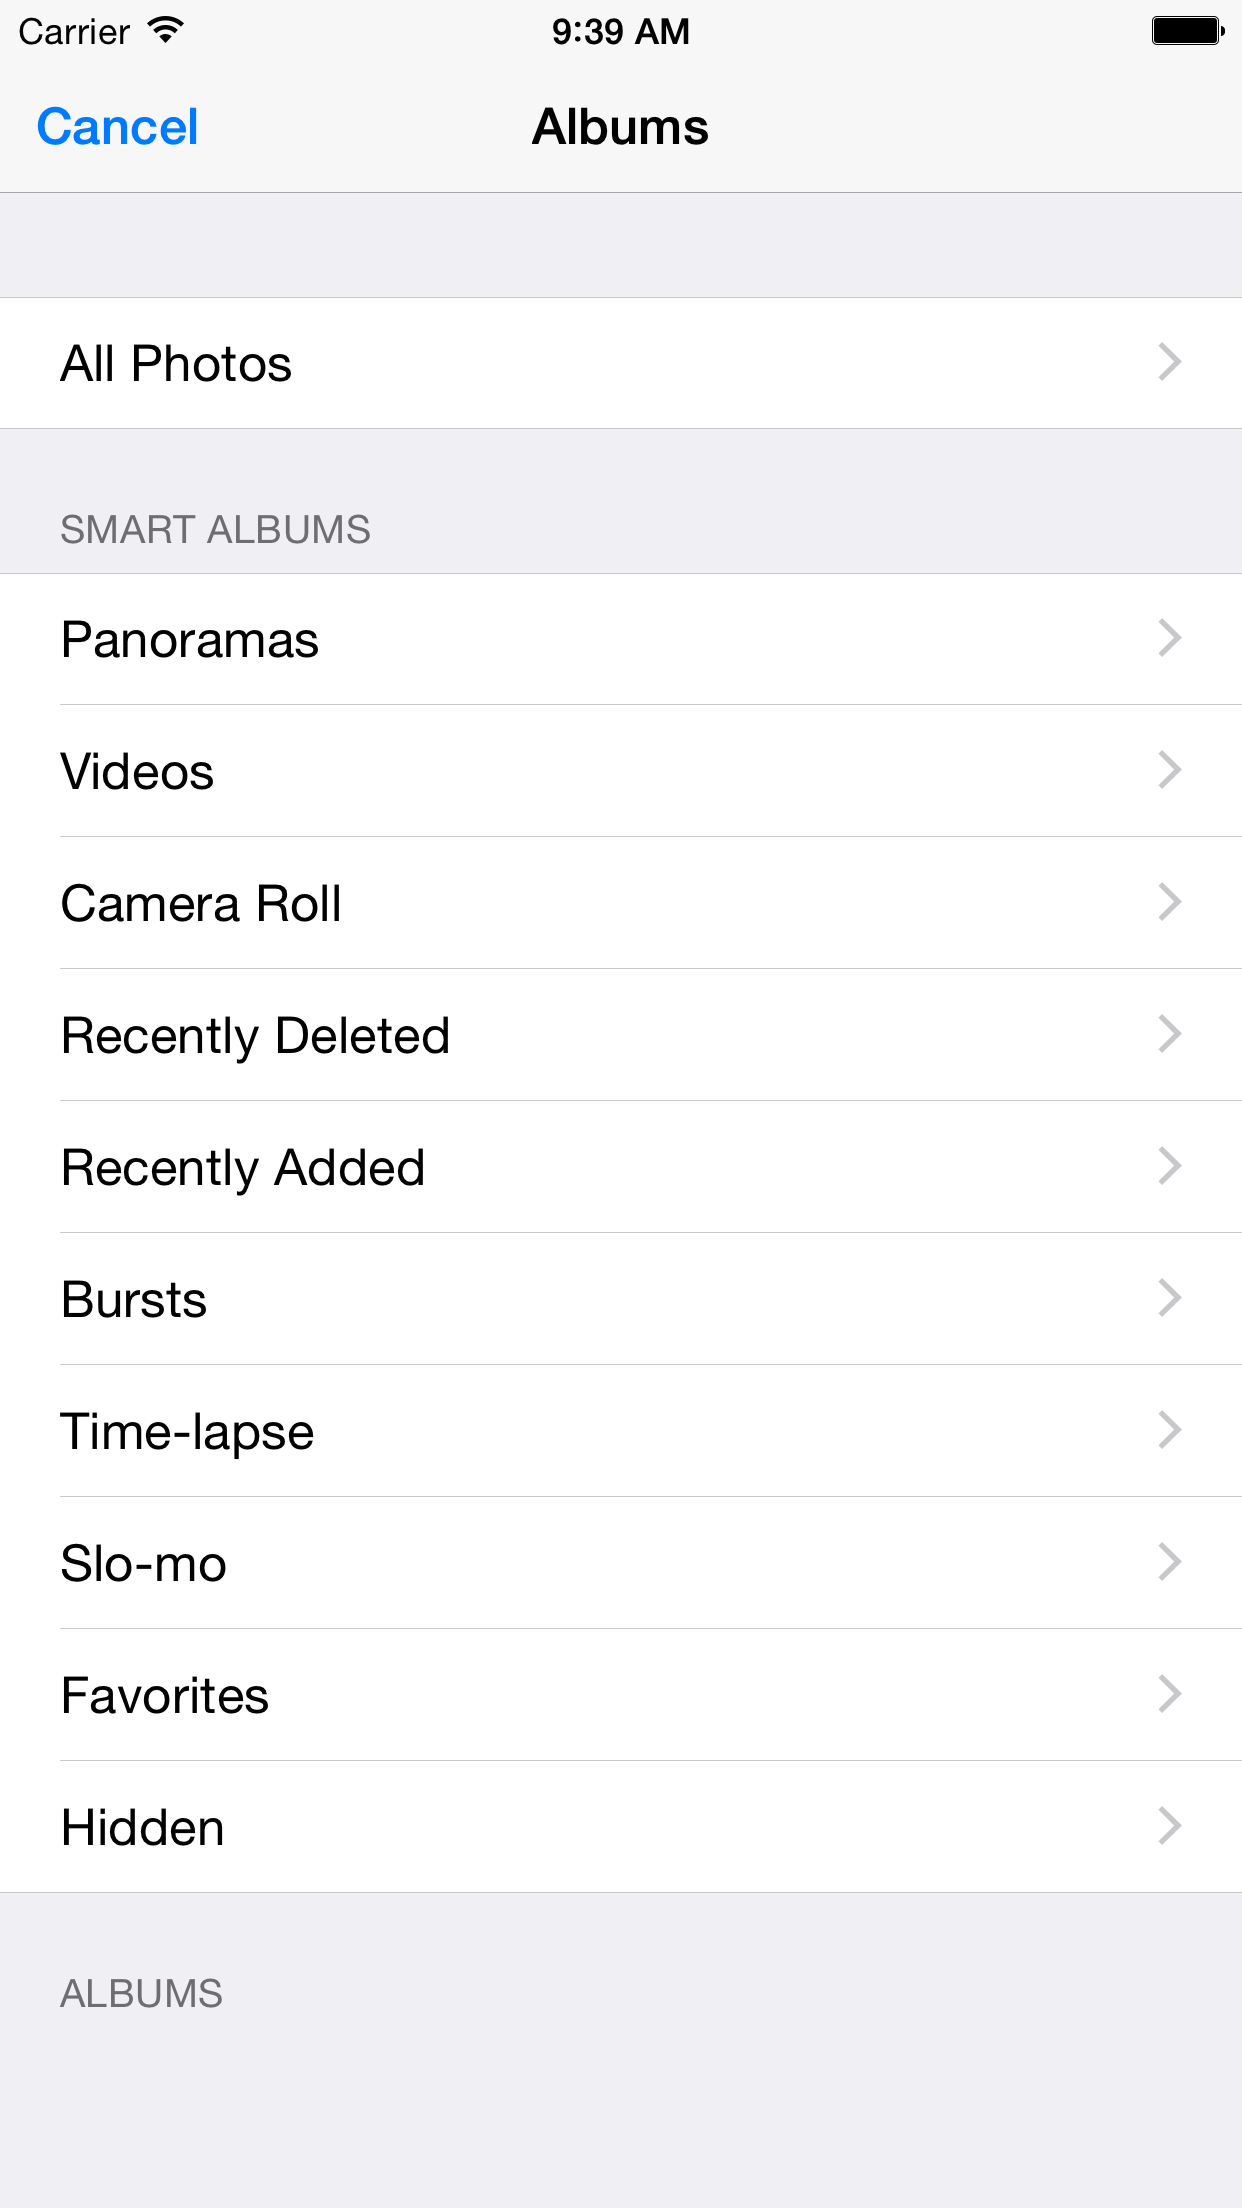 Carrier 9:39 AM
Cancel Albums
All Photos
SMART ALBUMS
Panoramas
Videos
Camera Roll
Recently Deleted
Recently Added
Bursts
Time-lapse
Slo-mo
Favorites
Hidden
ALBUMS